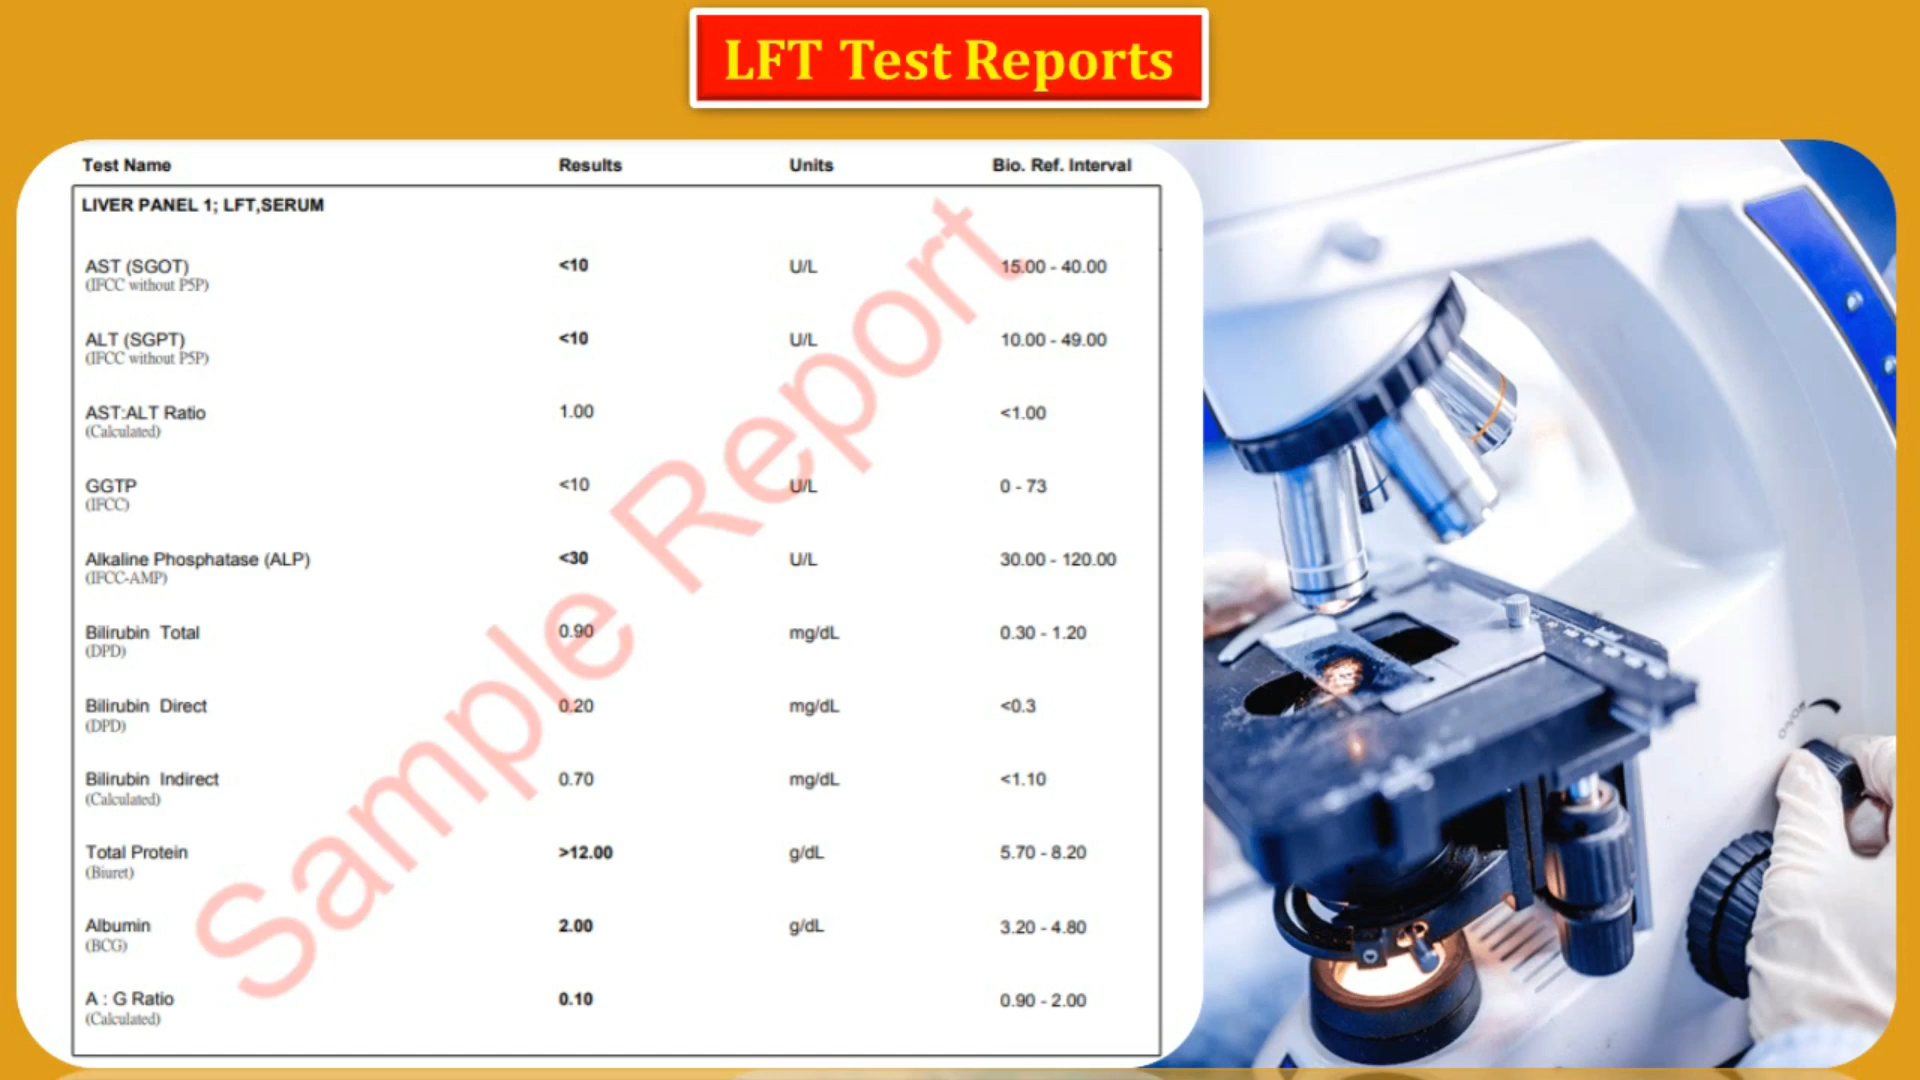 LFT Test Reports
Test Name Results Units Bio. Ref. Interval
LIVER PANEL 1; LFT,SERUM
AST (SGOT) <10 U/L 15.00 - 40.00
(IFCC without P5P)
ALT (SGPT) <10 U/L 10.00 - 49.00
(IFCC without P5P)
AST:ALT Ratio 1.00 <1.00
(Calculated)
GGTP <10 U/L 0 - 73
(IFCC)
Alkaline Phosphatase (ALP) <30 U/L 30.00 - 120.00
(IFCC-AMP)
Bilirubin Total 0.90 mg/dL 0.30 - 1.20
(DPD)
Bilirubin Direct 0.20 mg/dL <0.3
(DPD)
Bilirubin Indirect 0.70 mg/dL <1.10
(Calculated)
Total Protein >12.00 g/dL 5.70 - 8.20
(Biuret)
Albumin 2.00 g/dL 3.20 - 4.80
(BCG)
A : G Ratio 0.10 0.90 - 2.00
(Calculated)
Sample Report